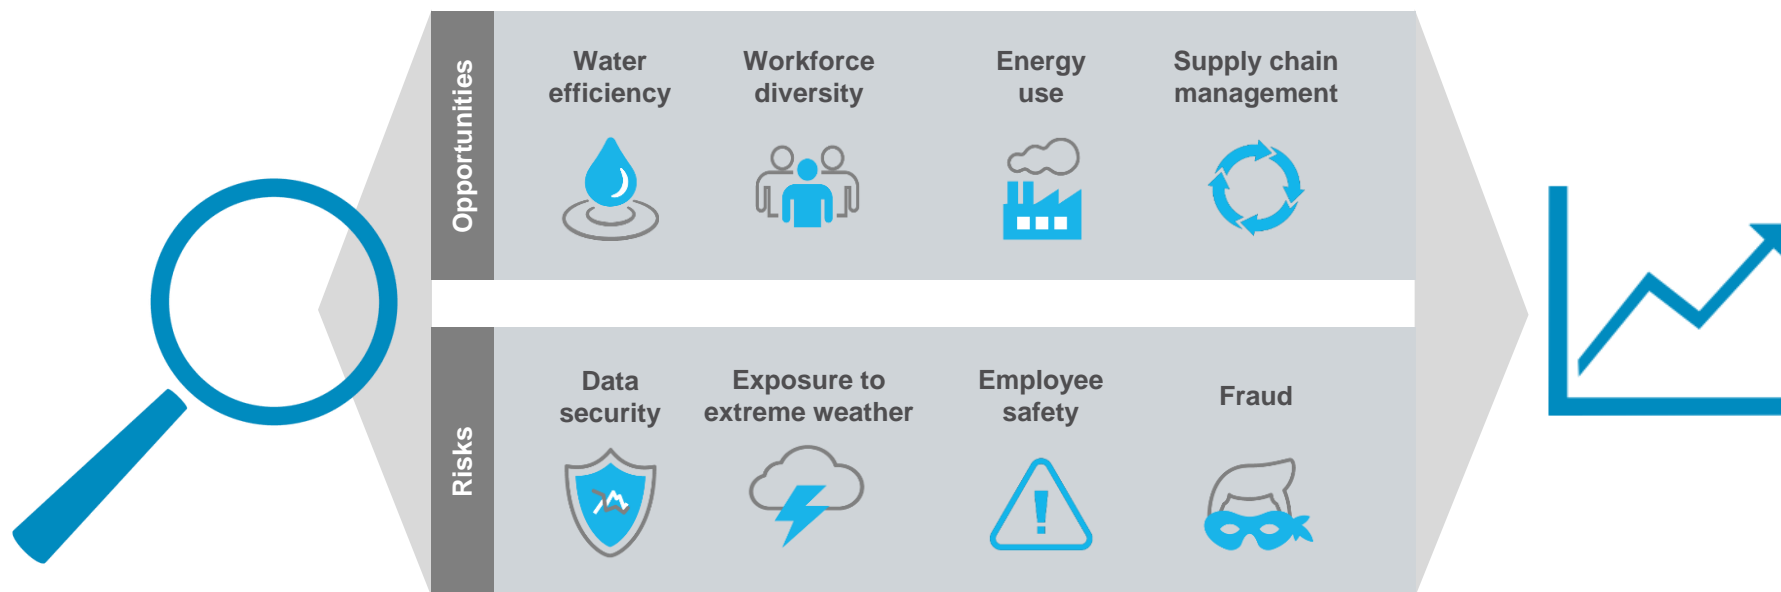 Opportunities
Water
efficiency
Workforce
diversity
Energy
use
Supply chain
management
Risks
Data
security
Exposure to
extreme weather
Employee
safety
Fraud